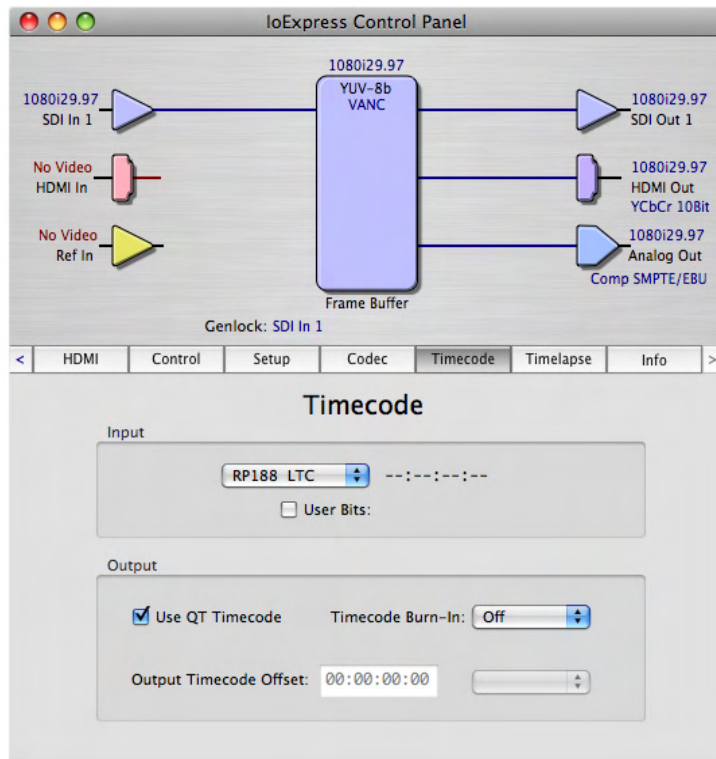 IoExpress Control Panel
1080i29.97
YUV-8b
VANC
1080i29.97
SDI In 1
1080i29.97
SDI Out 1
No Video
HDMI In
1080i29.97
HDMI Out
YCbCr 10Bit
No Video
Ref In
1080i29.97
Analog Out
Comp SMPTE/EBU
Frame Buffer
Genlock: SDI In 1
< HDMI Control Setup Codec Timecode Timelapse Info >
Timecode
Input
RP188 LTC --:--:--:--
User Bits:
Output
Use QT Timecode Timecode Burn-In: Off
Output Timecode Offset: 00:00:00:00